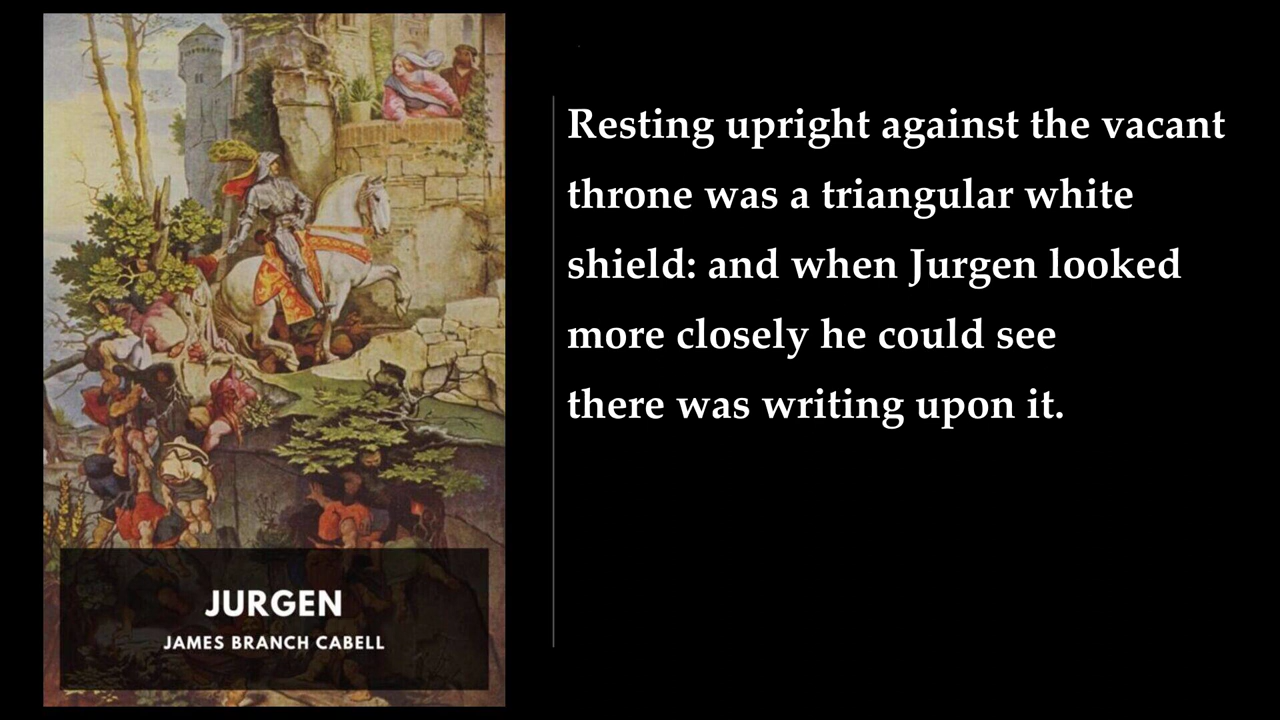 Resting upright against the vacant
throne was a triangular white
shield: and when Jurgen looked
more closely he could see
there was writing upon it.
JURGEN
JAMES BRANCH CABELL